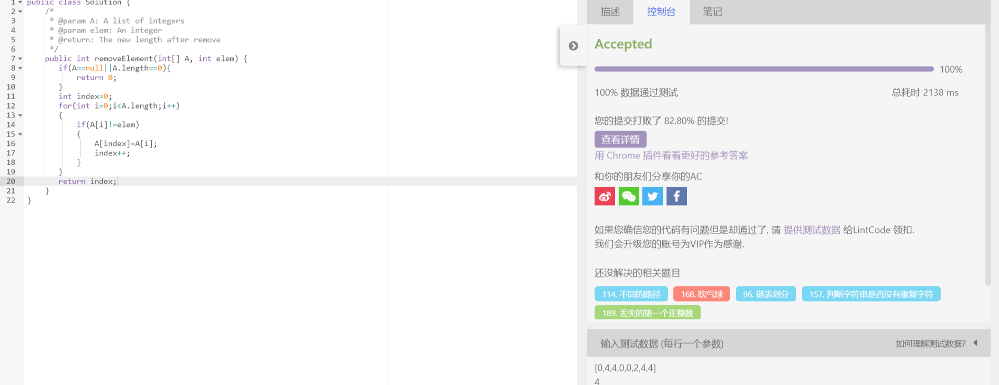 1 public class Solution {
2 /*
3 * @param A: A list of integers
4 * @param elem: An integer
5 * @return: The new length after remove
6 */
7 public int removeElement(int[] A, int elem) {
8 if(A==null||A.length==0){
9 return 0;
10 }
11 int index=0;
12 for(int i=0;i<A.length;i++)
13 {
14 if(A[i]!=elem)
15 {
16 A[index]=A[i];
17 index++;
18 }
19 }
20 return index;
21 }
22 }
描述 控制台 笔记
Accepted
100%
100% 数据通过测试 总耗时 2138 ms
您的提交打败了 82.80% 的提交!
查看详情
用 Chrome 插件看看更好的参考答案
和你的朋友们分享你的AC
如果您确信您的代码有问题但是却通过了, 请 提供测试数据 给LintCode 领扣.
我们会升级您的账号为VIP作为感谢.
还没解决的相关题目
114. 不同的路径 168. 吹气球 96. 链表划分 157. 判断字符串是否没有重复字符
189. 丢失的第一个正整数
输入测试数据 (每行一个参数) 如何理解测试数据?
[0,4,4,0,0,2,4,4]
4